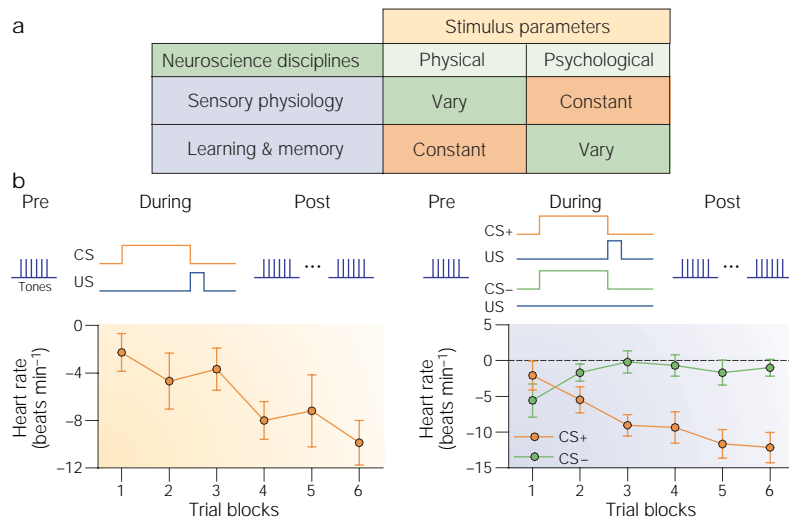 a
Stimulus parameters
Neuroscience disciplines Physical Psychological
Sensory physiology Vary Constant
Learning & memory Constant Vary
b
Pre During Post
CS
US
Tones
...
0
−4
−8
−12
Heart rate
(beats min⁻¹)
1 2 3 4 5 6
Trial blocks
Pre During Post
CS+
US
CS−
US
...
5
0
−5
−10
−15
Heart rate
(beats min⁻¹)
CS+
CS−
1 2 3 4 5 6
Trial blocks